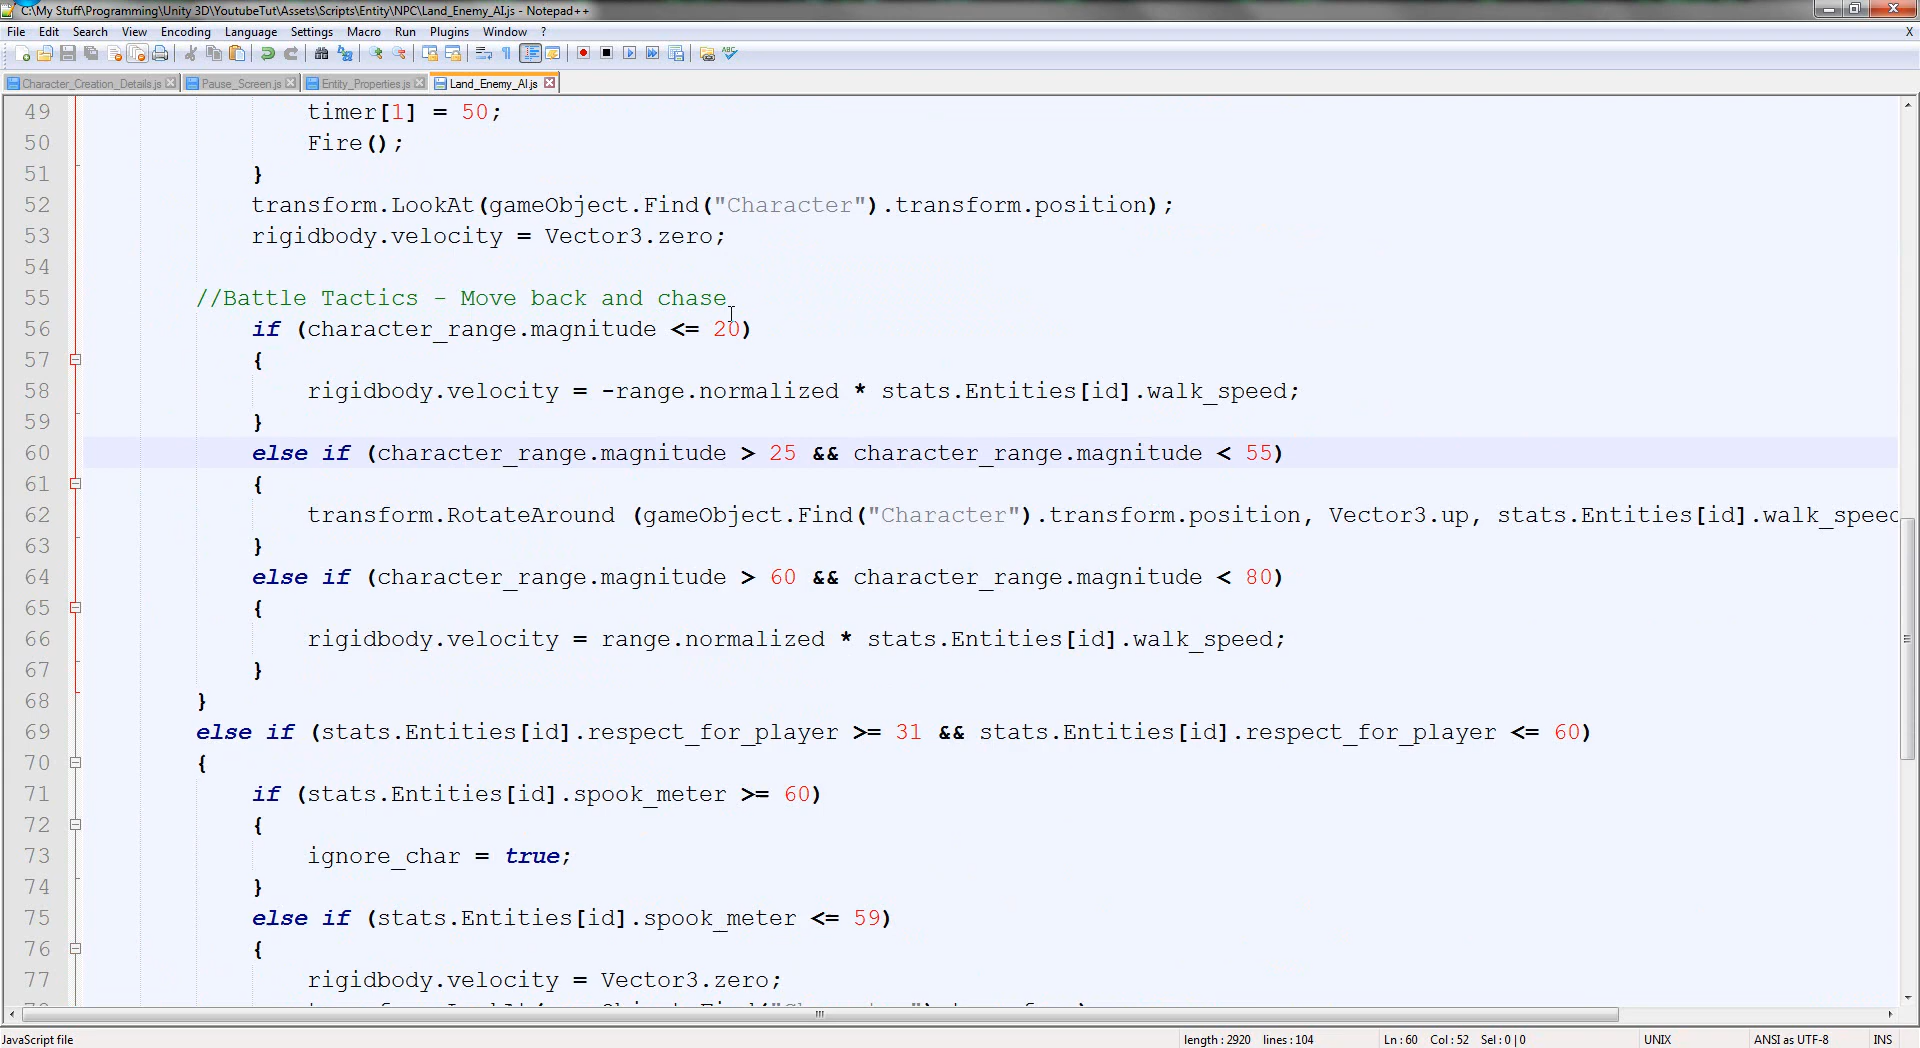 C:\My Stuff\Programming\Unity 3D\YoutubeTut\Assets\Scripts\Entity\NPC\Land_Enemy_AI.js - Notepad++
File Edit Search View Encoding Language Settings Macro Run Plugins Window ? X
Character_Creation_Details.js Pause_Screen.js Entity_Properties.js Land_Enemy_AI.js
49 timer[1] = 50;
50 Fire();
51 }
52 transform.LookAt(gameObject.Find("Character").transform.position);
53 rigidbody.velocity = Vector3.zero;
54
55 //Battle Tactics - Move back and chase
56 if (character_range.magnitude <= 20)
57 {
58 rigidbody.velocity = -range.normalized * stats.Entities[id].walk_speed;
59 }
60 else if (character_range.magnitude > 25 && character_range.magnitude < 55)
61 {
62 transform.RotateAround (gameObject.Find("Character").transform.position, Vector3.up, stats.Entities[id].walk_speed
63 }
64 else if (character_range.magnitude > 60 && character_range.magnitude < 80)
65 {
66 rigidbody.velocity = range.normalized * stats.Entities[id].walk_speed;
67 }
68 }
69 else if (stats.Entities[id].respect_for_player >= 31 && stats.Entities[id].respect_for_player <= 60)
70 {
71 if (stats.Entities[id].spook_meter >= 60)
72 {
73 ignore_char = true;
74 }
75 else if (stats.Entities[id].spook_meter <= 59)
76 {
77 rigidbody.velocity = Vector3.zero;
JavaScript file length : 2920 lines : 104 Ln : 60 Col : 52 Sel : 0 | 0 UNIX ANSI as UTF-8 INS